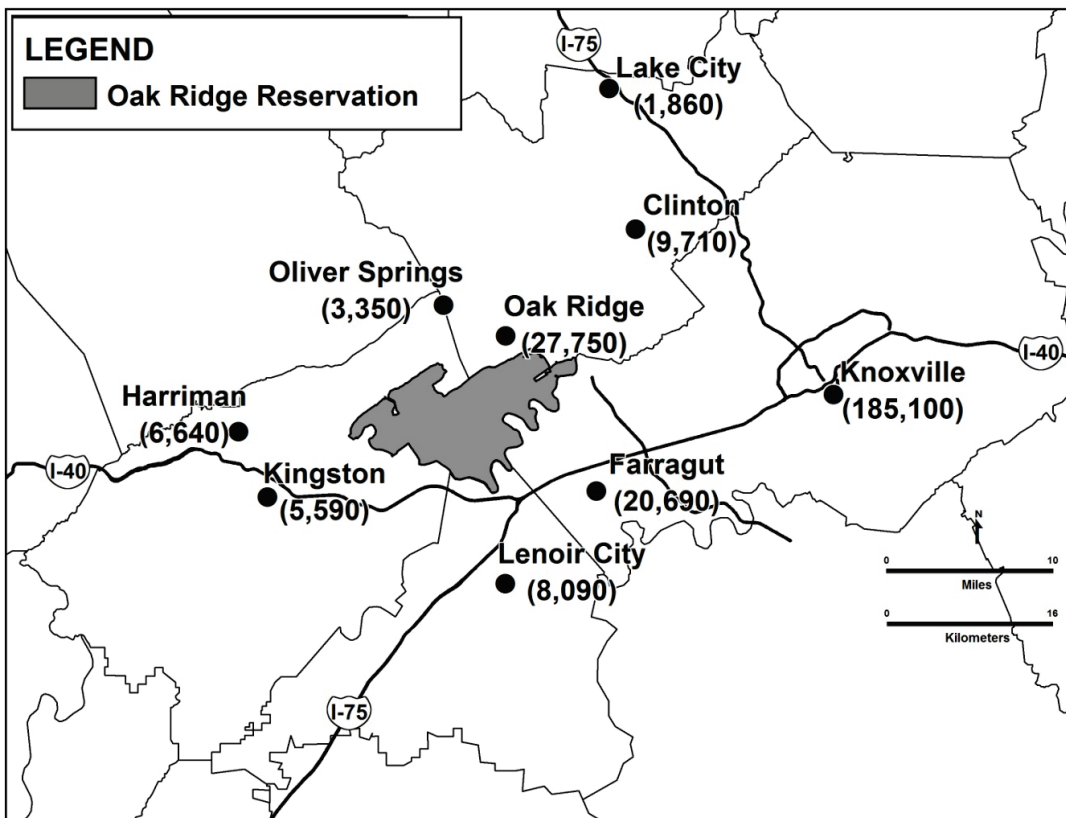 LEGEND
Oak Ridge Reservation
I-75
Lake City
(1,860)
Clinton
(9,710)
Oliver Springs
(3,350)
Oak Ridge
(27,750)
I-40
Knoxville
(185,100)
Harriman
(6,640)
I-40
Kingston
(5,590)
Farragut
(20,690)
N
Lenoir City
(8,090)
0 10
Miles
0 16
Kilometers
I-75